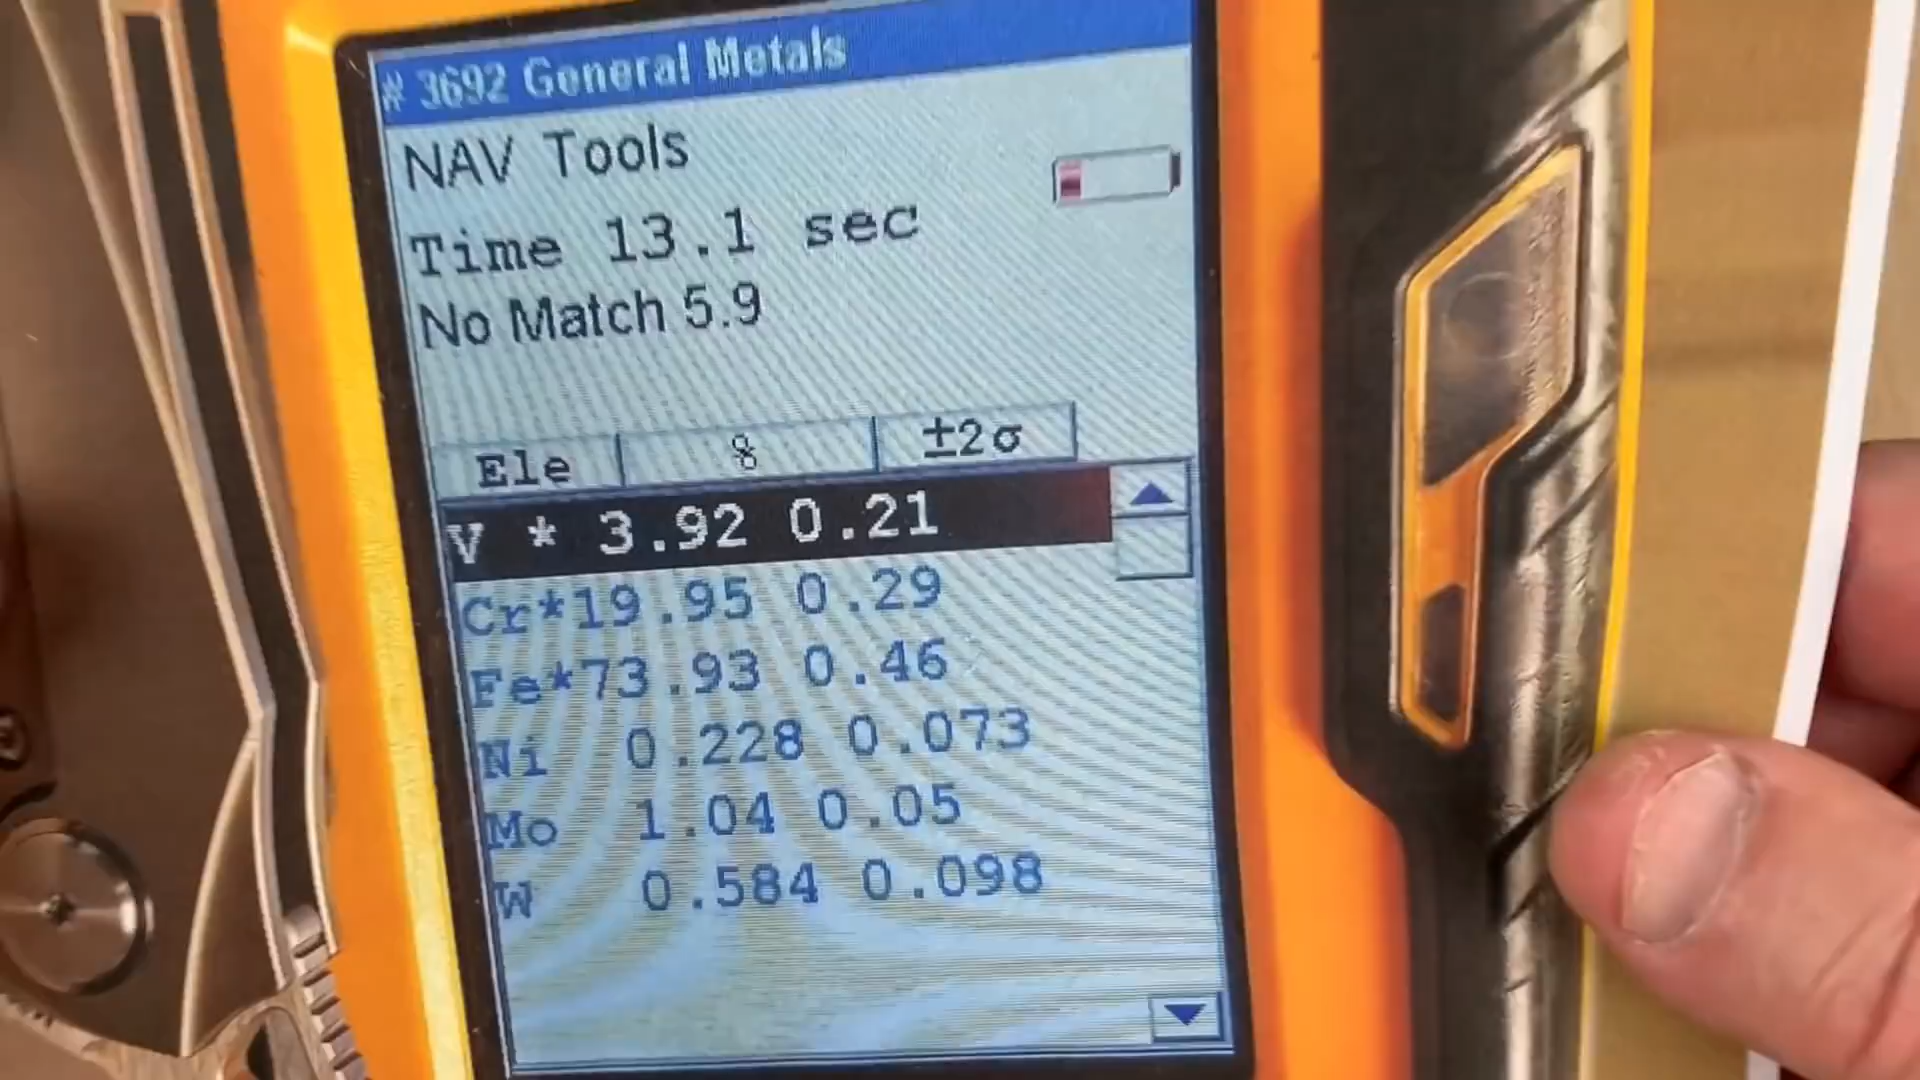 # 3692 General Metals
NAV Tools
Time 13.1 sec
No Match 5.9
Ele % ±2σ
V * 3.92 0.21
Cr*19.95 0.29
Fe*73.93 0.46
Ni 0.228 0.073
Mo 1.04 0.05
W 0.584 0.098